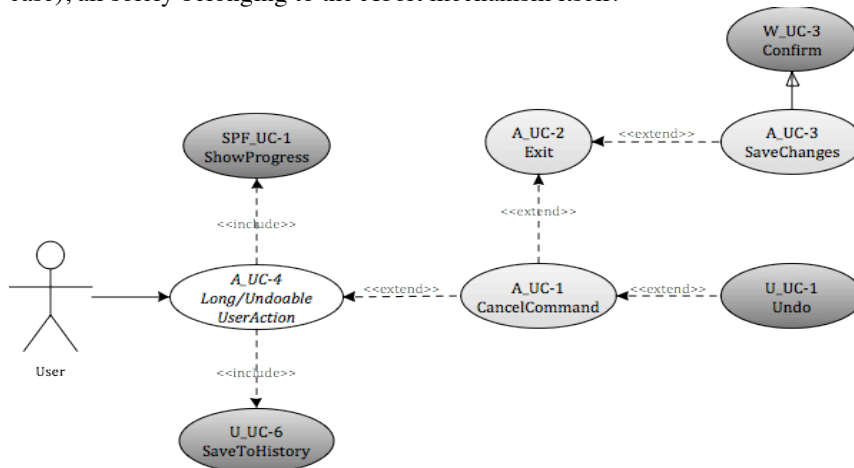 case), all solely belonging to the Abort mechanism itself.
W_UC-3
Confirm
SPF_UC-1
ShowProgress
A_UC-2
Exit
<<extend>>
A_UC-3
SaveChanges
<<include>>
<<extend>>
A_UC-4
Long/Undoable
UserAction
<<extend>>
A_UC-1
CancelCommand
<<extend>>
U_UC-1
Undo
User
<<include>>
U_UC-6
SaveToHistory